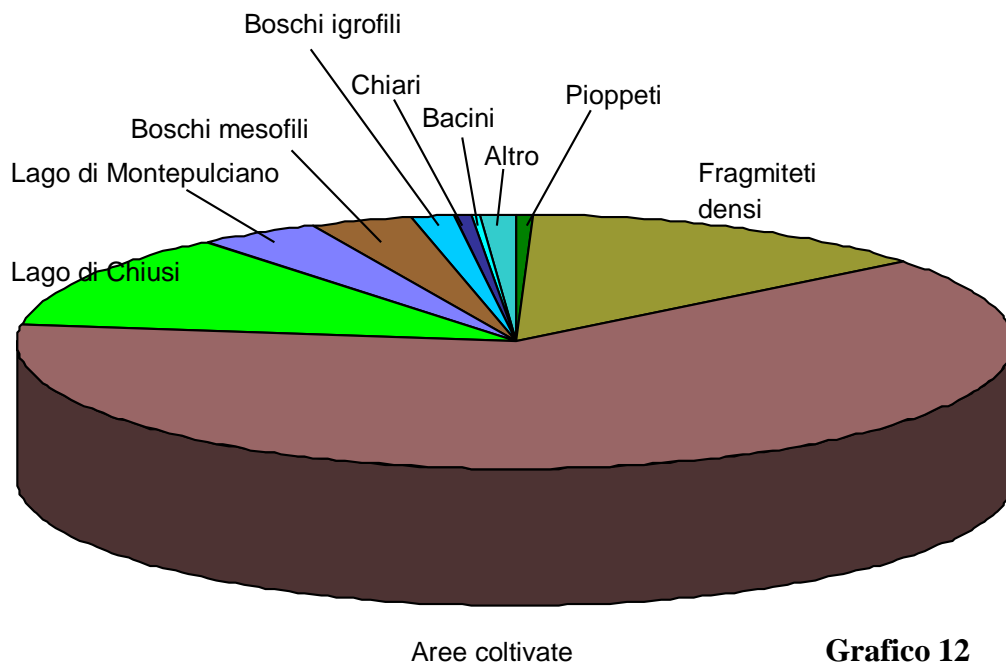 Boschi igrofili
Chiari
Pioppeti
Bacini
Boschi mesofili
Altro
Lago di Montepulciano
Fragmiteti
densi
Lago di Chiusi
Aree coltivate
Grafico 12